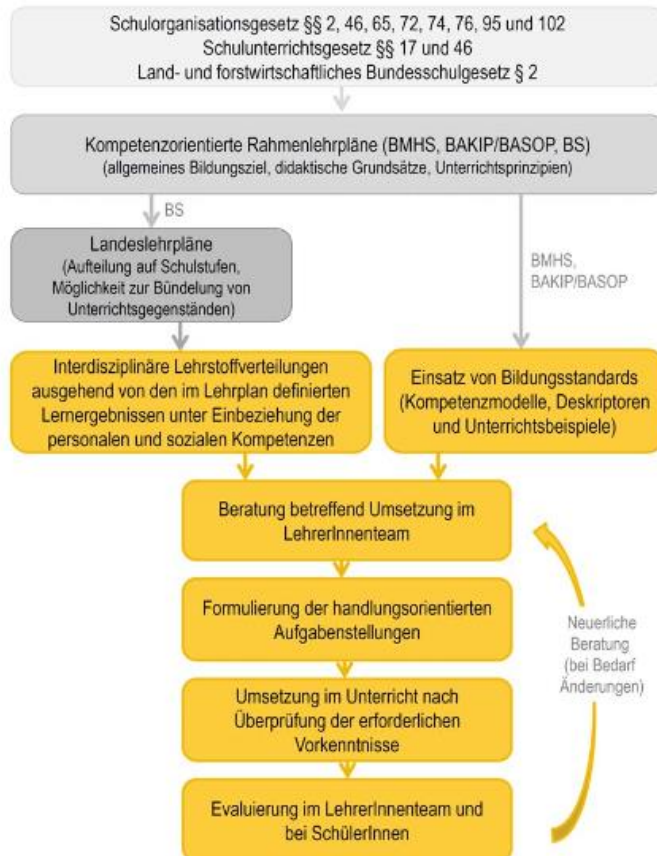 Schulorganisationsgesetz §§ 2, 46, 65, 72, 74, 76, 95 und 102
Schulunterrichtsgesetz §§ 17 und 46
Land- und forstwirtschaftliches Bundesschulgesetz § 2
Kompetenzorientierte Rahmenlehrpläne (BMHS, BAKIP/BASOP, BS)
(allgemeines Bildungsziel, didaktische Grundsätze, Unterrichtsprinzipien)
BS
Landeslehrpläne
(Aufteilung auf Schulstufen,
Möglichkeit zur Bündelung von
Unterrichtsgegenständen)
BMHS,
BAKIP/BASOP
Interdisziplinäre Lehrstoffverteilungen
ausgehend von den im Lehrplan definierten
Lernergebnissen unter Einbeziehung der
personalen und sozialen Kompetenzen
Einsatz von Bildungsstandards
(Kompetenzmodelle, Deskriptoren
und Unterrichtsbeispiele)
Beratung betreffend Umsetzung im
LehrerInnenteam
Formulierung der handlungsorientierten
Aufgabenstellungen
Umsetzung im Unterricht nach
Überprüfung der erforderlichen
Vorkenntnisse
Evaluierung im LehrerInnenteam und
bei SchülerInnen
Neuerliche
Beratung
(bei Bedarf
Änderungen)